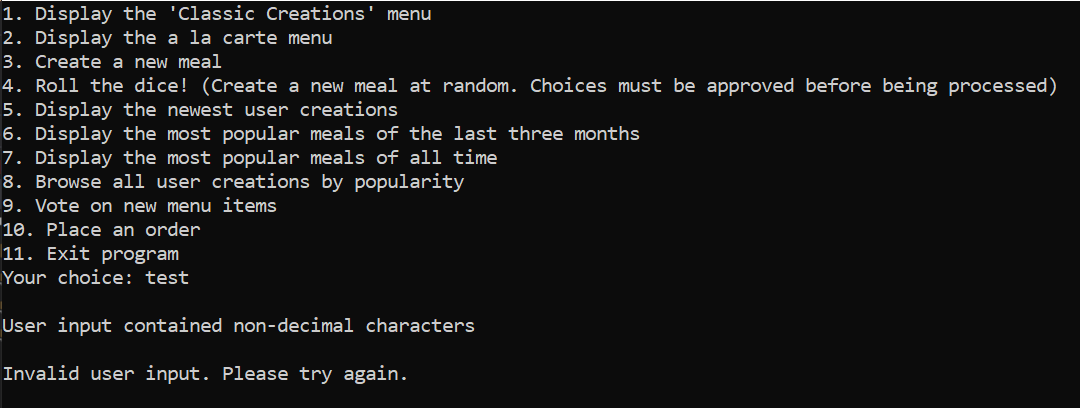 1. Display the 'Classic Creations' menu
2. Display the a la carte menu
3. Create a new meal
4. Roll the dice! (Create a new meal at random. Choices must be approved before being processed)
5. Display the newest user creations
6. Display the most popular meals of the last three months
7. Display the most popular meals of all time
8. Browse all user creations by popularity
9. Vote on new menu items
10. Place an order
11. Exit program
Your choice: test
User input contained non-decimal characters
Invalid user input. Please try again.